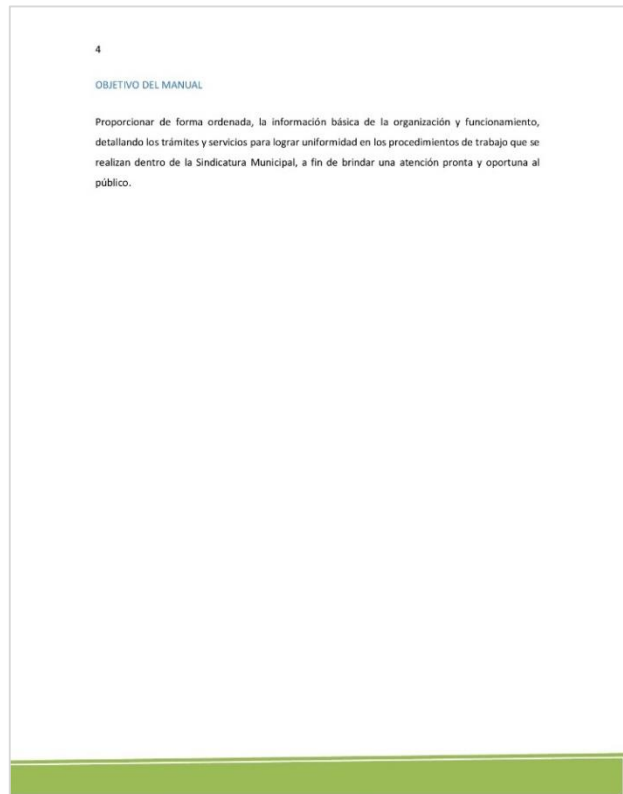 4
OBJETIVO DEL MANUAL
Proporcionar de forma ordenada, la información básica de la organización y funcionamiento,
detallando los trámites y servicios para lograr uniformidad en los procedimientos de trabajo que se
realizan dentro de la Sindicatura Municipal, a fin de brindar una atención pronta y oportuna al
público.